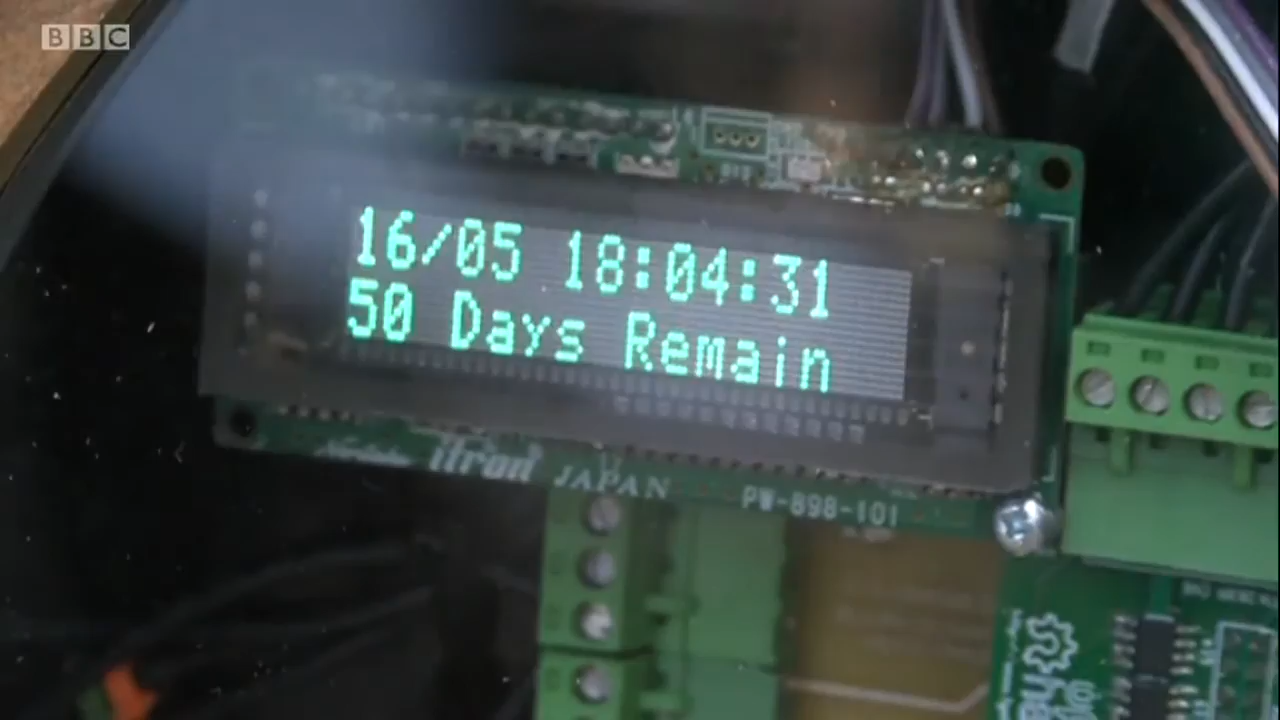 BBC
16/05 18:04:31
50 Days Remain
itron JAPAN
PW-898-101